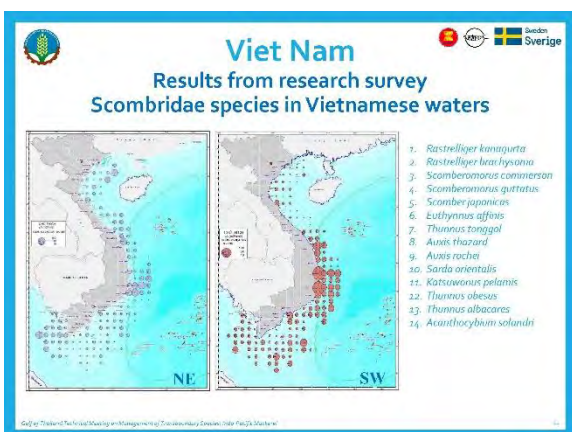 Viet Nam
Sweden
Sverige
Results from research survey
Scombridae species in Vietnamese waters
1. Rastrelliger kanagurta
2. Rastrelliger brachysoma
3. Scomberomorus commerson
4. Scomberomorus guttatus
5. Scomber japonicus
6. Euthynnus affinis
7. Thunnus tonggol
8. Auxis thazard
9. Auxis rochei
10. Sarda orientalis
11. Katsuwonus pelamis
12. Thunnus obesus
13. Thunnus albacares
14. Acanthocybium solandri
NE
SW
Gulf of Thailand Technical Meeting on Management of Transboundary Species: Indo-Pacific Mackerel